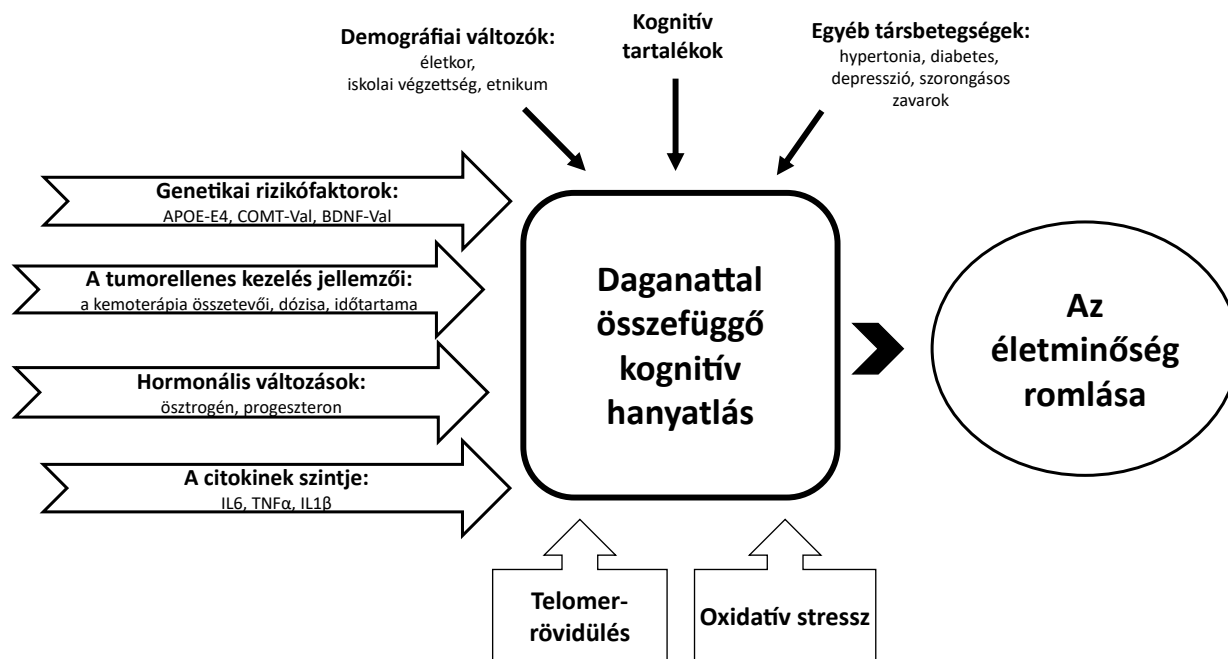 Demográfiai változók:
életkor,
iskolai végzettség, etnikum
Kognitív
tartalékok
Egyéb társbetegségek:
hypertonia, diabetes,
depresszió, szorongásos
zavarok
Genetikai rizikófaktorok:
APOE-E4, COMT-Val, BDNF-Val
A tumorellenes kezelés jellemzői:
a kemoterápia összetevői, dózisa, időtartama
Hormonális változások:
ösztrogén, progeszteron
A citokinek szintje:
IL6, TNFα, IL1β
Daganattal
összefüggő
kognitív
hanyatlás
Az
életminőség
romlása
Telomer-
rövidülés
Oxidatív stressz